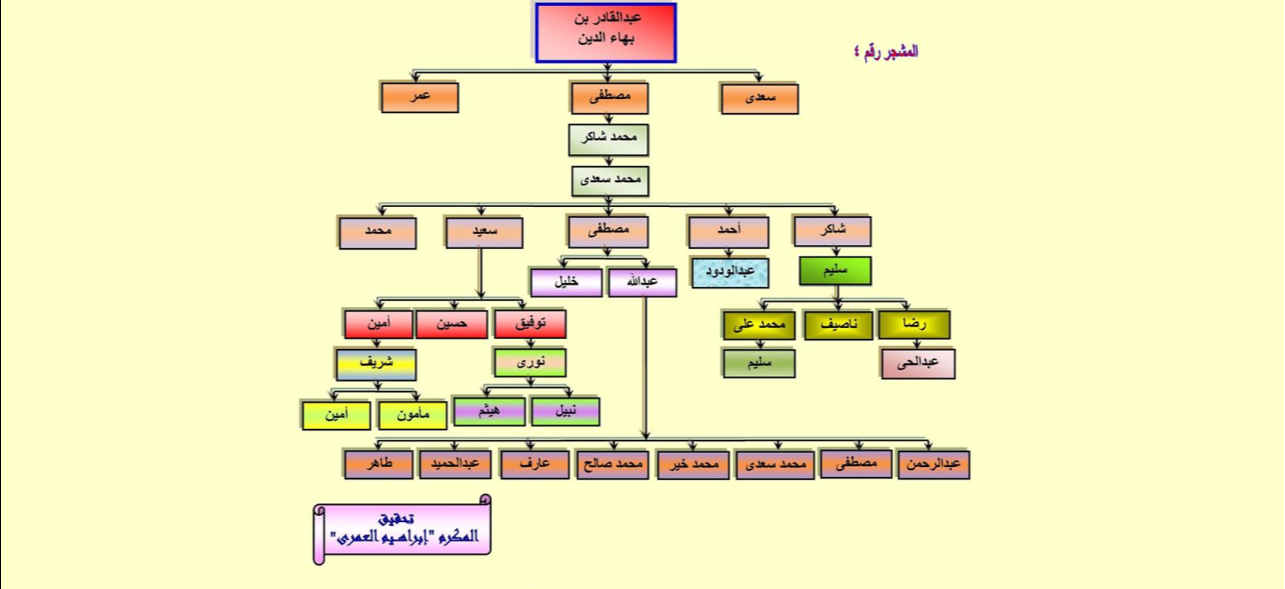 عبدالقادر بن
بهاء الدين
المشجر رقم ٤
سعدى
مصطفى
عمر
محمد شاكر
محمد سعدى
شاكر
أحمد
مصطفى
سعيد
محمد
سليم
عبدالودود
عبدالله
خليل
رضا
ناصيف
محمد على
توفيق
حسين
أمين
عبدالحى
سليم
نورى
شريف
نبيل
هيثم
مأمون
أمين
عبدالرحمن
مصطفى
محمد سعدى
محمد خير
محمد صالح
عارف
عبدالحميد
طاهر
تحقيق
المكرم "إبراهيم العمرى"